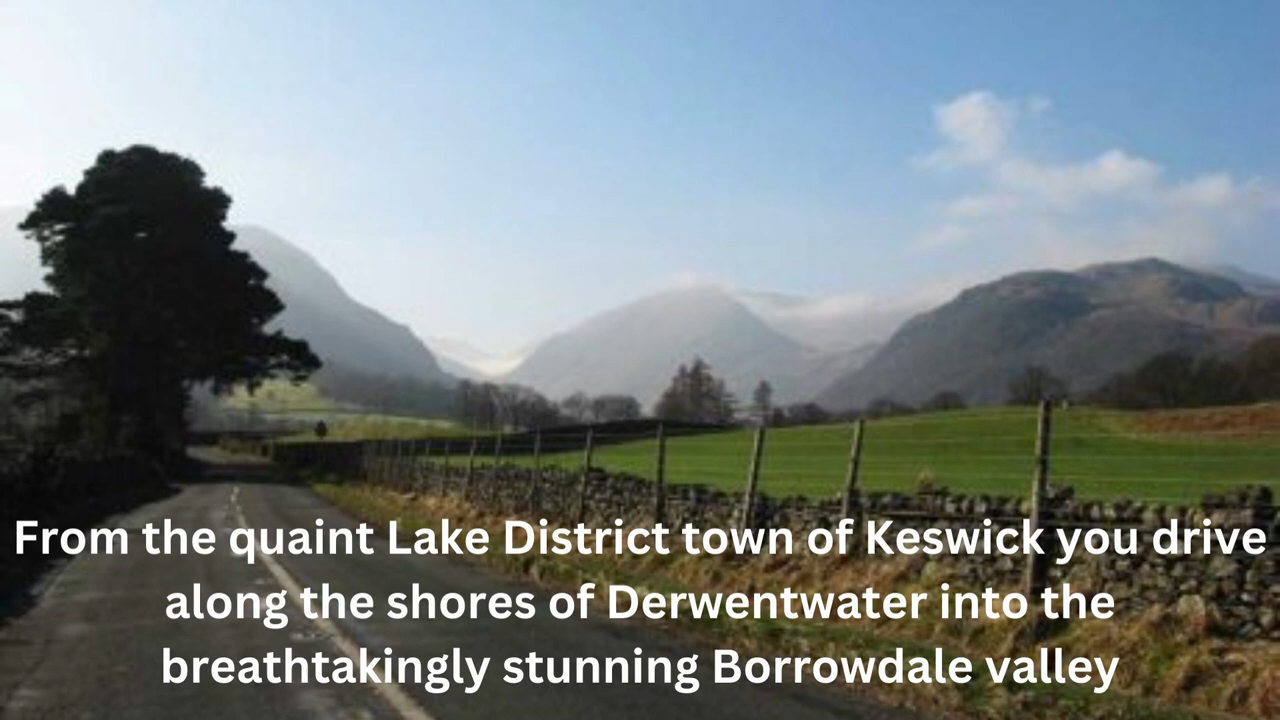 From the quaint Lake District town of Keswick you drive
along the shores of Derwentwater into the
breathtakingly stunning Borrowdale valley